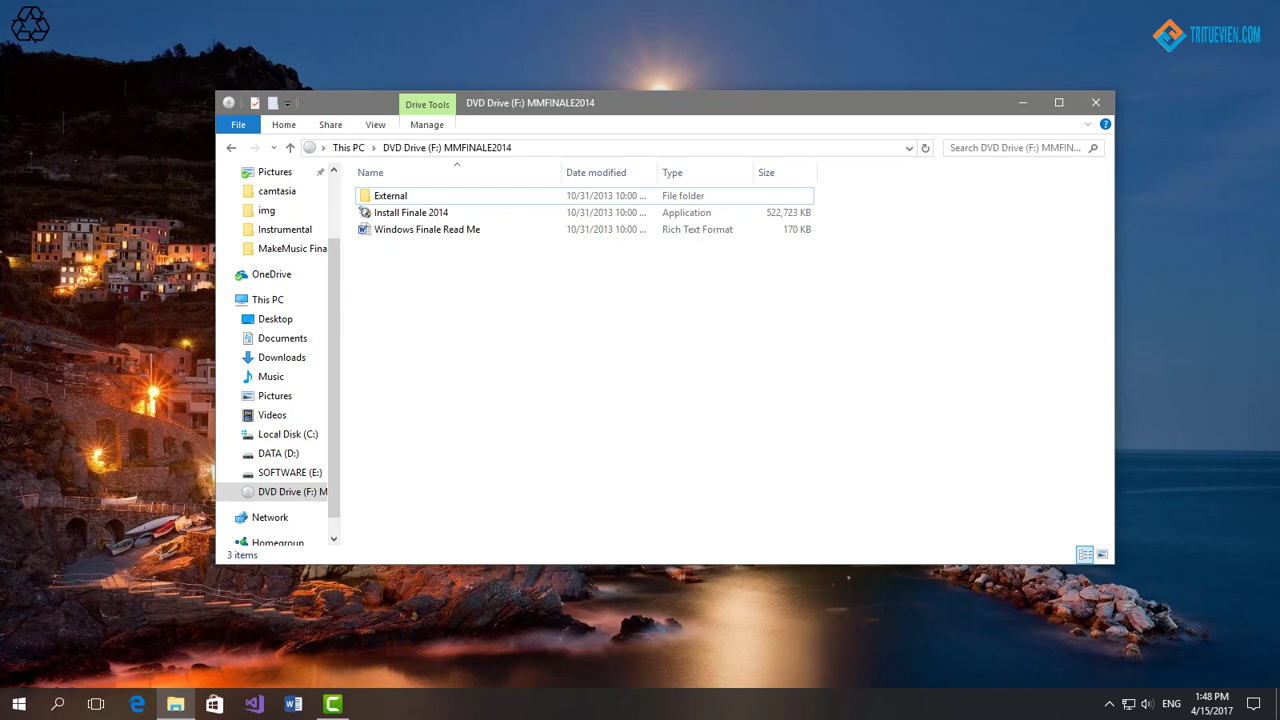 TRITUEVIEN.COM
Drive Tools
DVD Drive (F:) MMFINALE2014
File
Home
Share
View
Manage
This PC
DVD Drive (F:) MMFINALE2014
Search DVD Drive (F:) MMFIN...
Pictures
camtasia
img
Instrumental
MakeMusic Fina
OneDrive
This PC
Desktop
Documents
Downloads
Music
Pictures
Videos
Local Disk (C:)
DATA (D:)
SOFTWARE (E:)
DVD Drive (F:) M
Network
Homegroup
Name Date modified Type Size
External 10/31/2013 10:00 ... File folder
Install Finale 2014 10/31/2013 10:00 ... Application 522,723 KB
Windows Finale Read Me 10/31/2013 10:00 ... Rich Text Format 170 KB
3 items
ENG
1:48 PM
4/15/2017